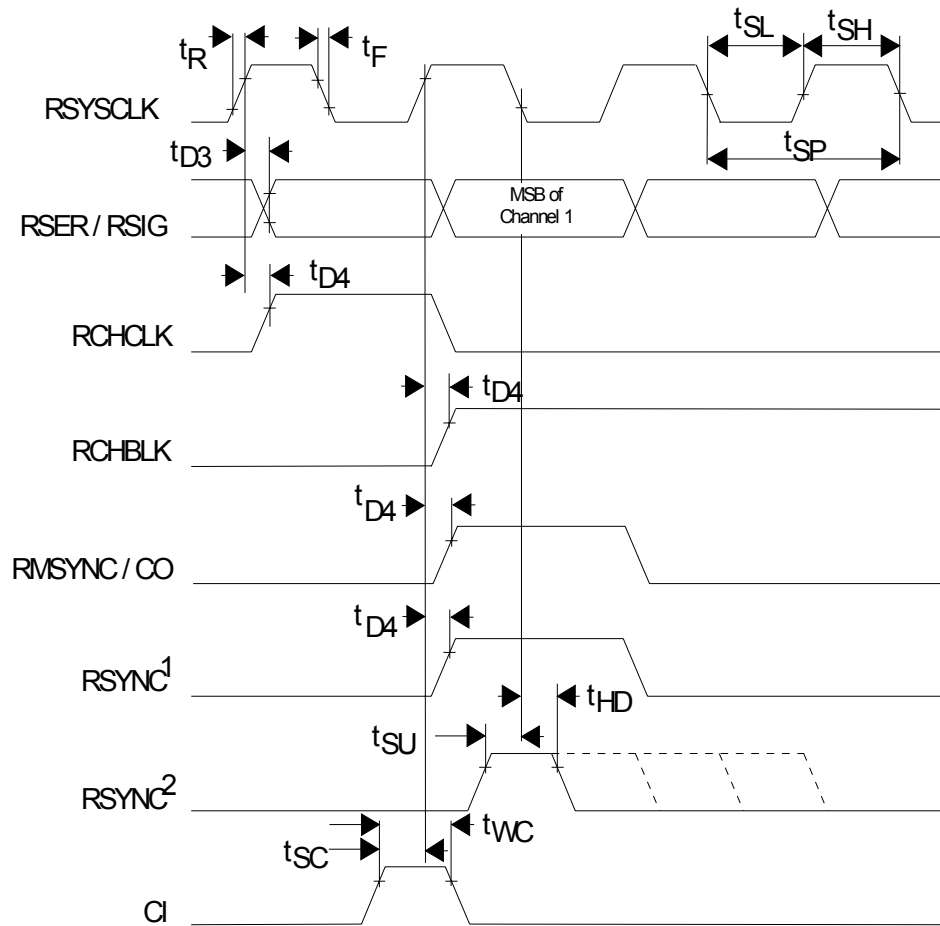 tSL tSH
tR tF
RSYSCLK
tD3 tSP
MSB of
Channel 1
RSER / RSIG
tD4
RCHCLK
tD4
RCHBLK
tD4
RMSYNC / CO
tD4
RSYNC1
tHD
tSU
RSYNC2
tWC
tSC
CI